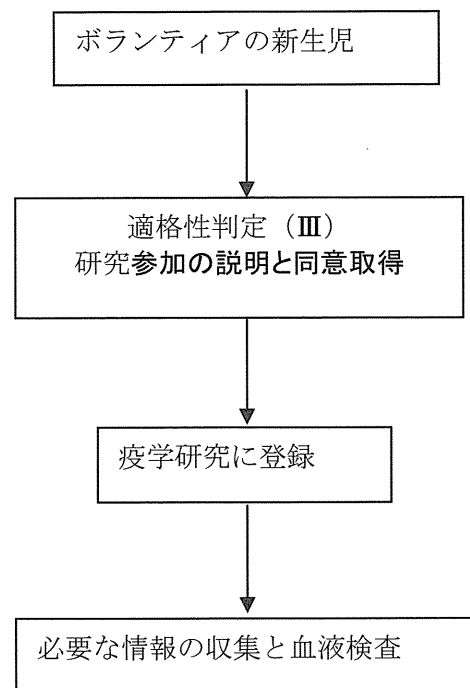 ボランティアの新生児
適格性判定（Ⅲ）
研究参加の説明と同意取得
疫学研究に登録
必要な情報の収集と血液検査